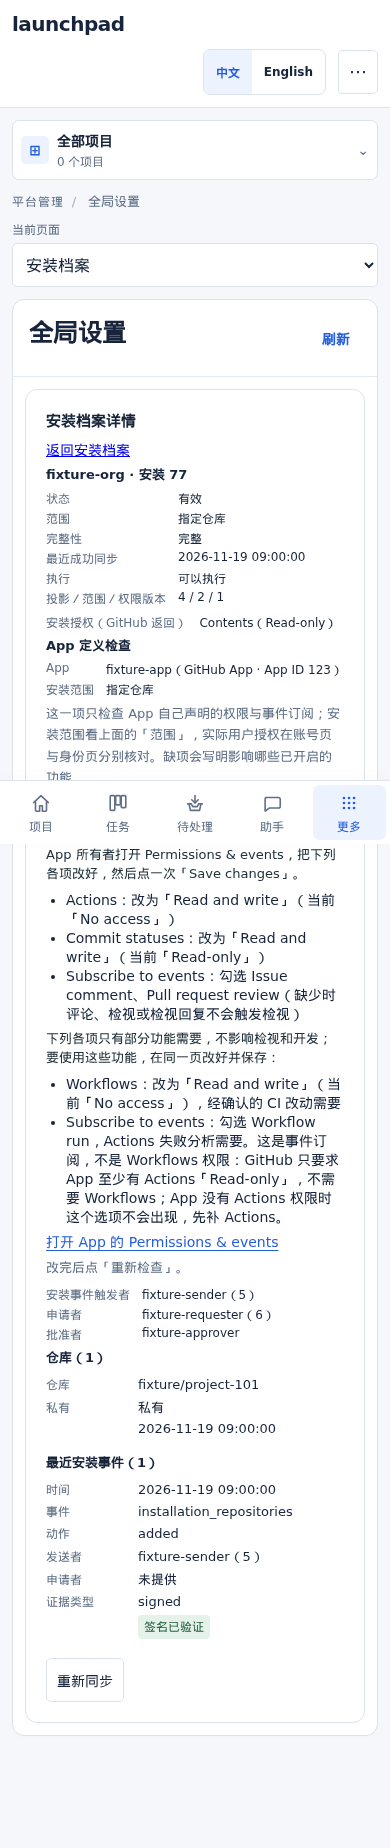 launchpad
中文 English ⋯
全部项目
0 个项目
平台管理 / 全局设置
当前页面
安装档案
全局设置
刷新
安装档案详情
返回安装档案
fixture-org · 安装 77
状态 有效
范围 指定仓库
完整性 完整
最近成功同步 2026-11-19 09:00:00
执行 可以执行
投影 / 范围 / 权限版本 4 / 2 / 1
安装授权（GitHub 返回） Contents（Read-only）
App 定义检查
App fixture-app（GitHub App · App ID 123）
安装范围 指定仓库
这一项只检查 App 自己声明的权限与事件订阅；安
装范围看上面的「范围」，实际用户授权在账号页
与身份页分别核对。缺项会写明影响哪些已开启的
功能
项目 任务 待处理 助手 更多
App 所有者打开 Permissions & events，把下列
各项改好，然后点一次「Save changes」。
• Actions：改为「Read and write」（当前
「No access」）
• Commit statuses：改为「Read and
write」（当前「Read-only」）
• Subscribe to events：勾选 Issue
comment、Pull request review（缺少时
评论、检视或检视回复不会触发检视）
下列各项只有部分功能需要，不影响检视和开发；
要使用这些功能，在同一页改好并保存：
• Workflows：改为「Read and write」（当
前「No access」），经确认的 CI 改动需要
• Subscribe to events：勾选 Workflow
run，Actions 失败分析需要。这是事件订
阅，不是 Workflows 权限：GitHub 只要求
App 至少有 Actions「Read-only」，不需
要 Workflows；App 没有 Actions 权限时
这个选项不会出现，先补 Actions。
打开 App 的 Permissions & events
改完后点「重新检查」。
安装事件触发者 fixture-sender（5）
申请者 fixture-requester（6）
批准者 fixture-approver
仓库（1）
仓库 fixture/project-101
私有 私有
2026-11-19 09:00:00
最近安装事件（1）
时间 2026-11-19 09:00:00
事件 installation_repositories
动作 added
发送者 fixture-sender（5）
申请者 未提供
证据类型 signed
签名已验证
重新同步